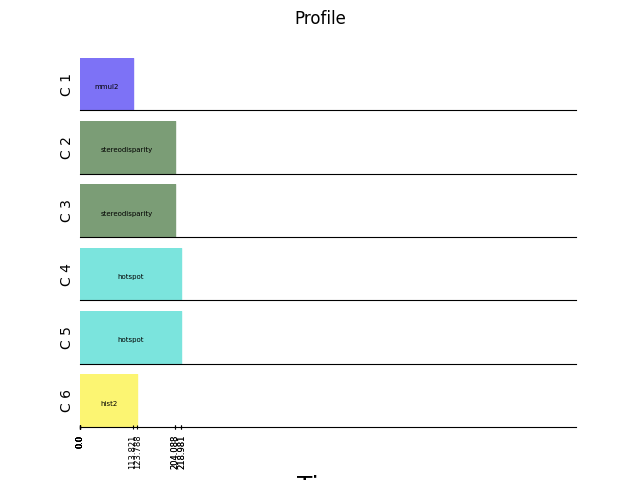 Profile
C 1
mmul2
C 2
stereodisparity
C 3
stereodisparity
C 4
hotspot
C 5
hotspot
C 6
hist2
0.0
113.821
123.788
204.088
218.981